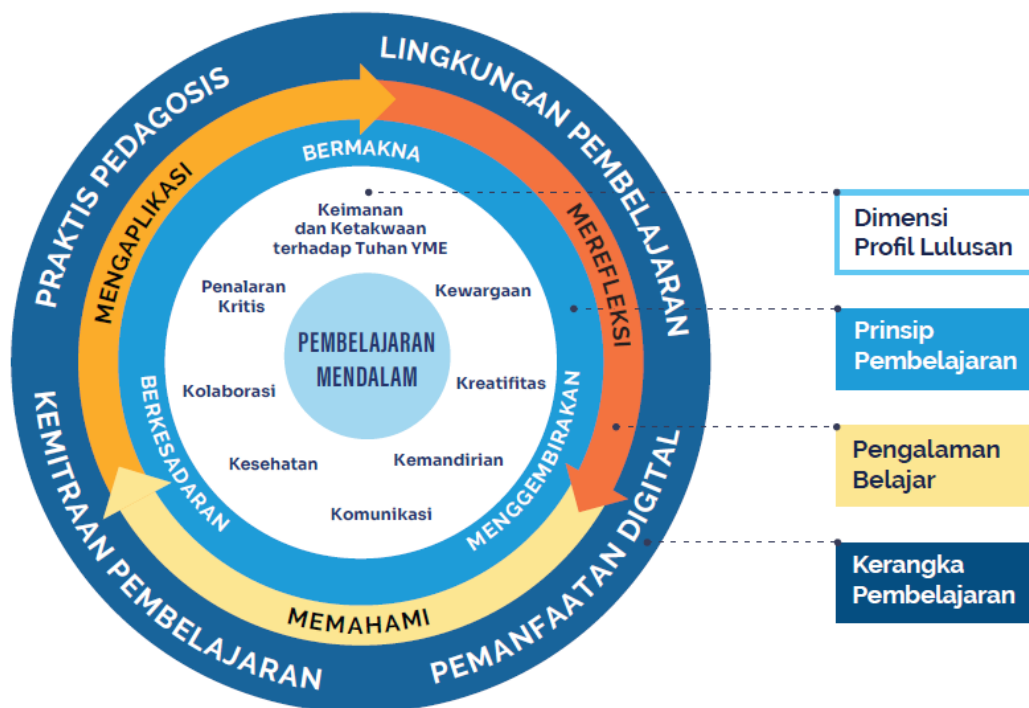 PRAKTIS PEDAGOSIS
LINGKUNGAN PEMBELAJARAN
KEMITRAAN PEMBELAJARAN
PEMANFAATAN DIGITAL
MENGAPLIKASI
MEREFLEKSI
MEMAHAMI
BERMAKNA
BERKESADARAN
MENGGEMBIRAKAN
Keimanan
dan Ketakwaan
terhadap Tuhan YME
Penalaran
Kritis
Kewargaan
Kolaborasi
Kreatifitas
Kesehatan
Kemandirian
Komunikasi
PEMBELAJARAN
MENDALAM
Dimensi
Profil Lulusan
Prinsip
Pembelajaran
Pengalaman
Belajar
Kerangka
Pembelajaran